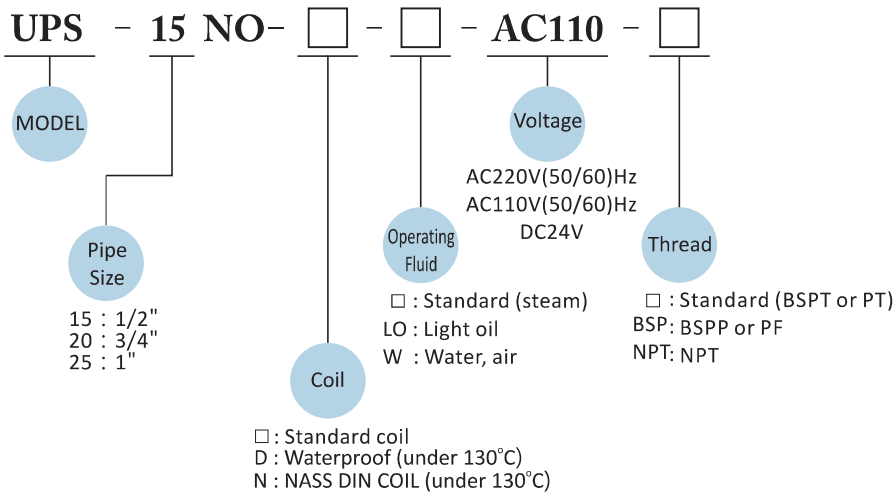 UPS - 15 NO- □ - □ - AC110 - □
MODEL
Pipe
Size
15 : 1/2"
20 : 3/4"
25 : 1"
Coil
□ : Standard coil
D : Waterproof (under 130°C)
N : NASS DIN COIL (under 130°C)
Operating
Fluid
□ : Standard (steam)
LO : Light oil
W : Water, air
Voltage
AC220V(50/60)Hz
AC110V(50/60)Hz
DC24V
Thread
□ : Standard (BSPT or PT)
BSP: BSPP or PF
NPT: NPT